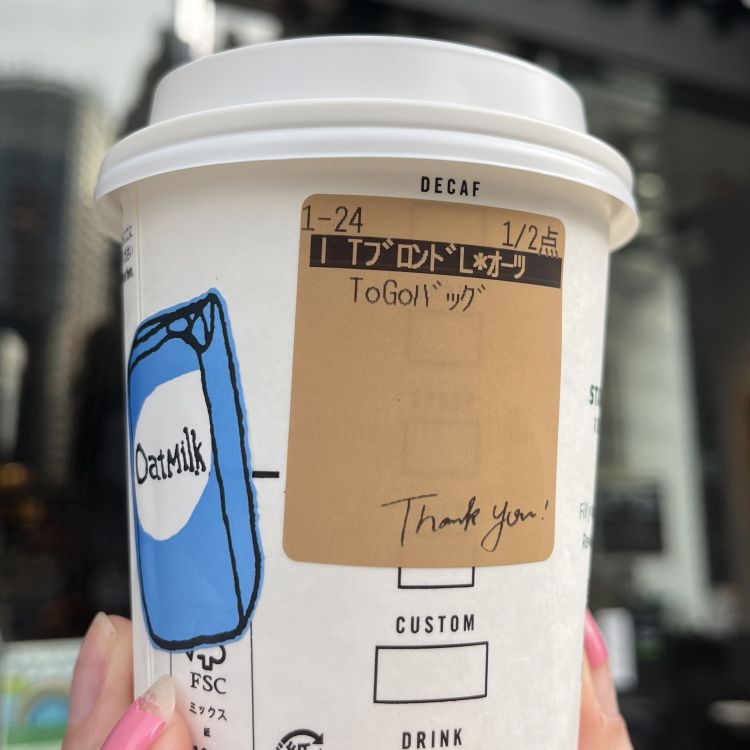 DECAF
1-24 1/2点
I Tブロンド゙L*オーツ
ToGoバッグ
Thank you!
OatMilk
CUSTOM
FSC
ミックス
紙
DRINK